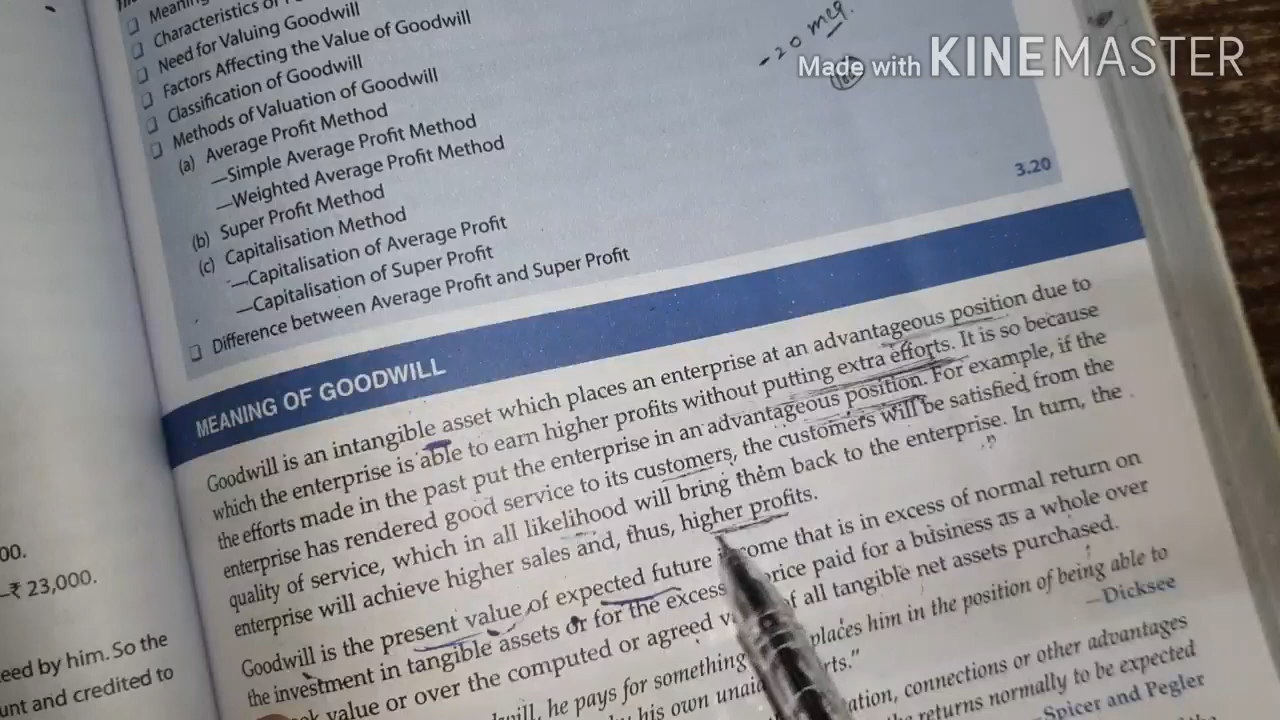 Made with KINEMASTER
-20 mcq.
Meaning
Characteristics of
Need for Valuing Goodwill
Factors Affecting the Value of Goodwill
Classification of Goodwill
Methods of Valuation of Goodwill
(a) Average Profit Method
—Simple Average Profit Method
—Weighted Average Profit Method
(b) Super Profit Method
(c) Capitalisation Method
—Capitalisation of Average Profit
—Capitalisation of Super Profit
Difference between Average Profit and Super Profit
3.20
MEANING OF GOODWILL
Goodwill is an intangible asset which places an enterprise at an advantageous position due to
which the enterprise is able to earn higher profits without putting extra efforts. It is so because
the efforts made in the past put the enterprise in an advantageous position. For example, if the
enterprise has rendered good service to its customers, the customers will be satisfied from the
quality of service, which in all likelihood will bring them back to the enterprise. In turn, the
enterprise will achieve higher sales and, thus, higher profits.
Goodwill is the present value of expected future come that is in excess of normal return on
the investment in tangible assets or for the excess price paid for a business as a whole over
value or over the computed or agreed of all tangible net assets purchased.
he pays for something places him in the position of being able to
his own unaid rts."
—Dicksee
ation, connections or other advantages
returns normally to be expected
—Spicer and Pegler
00.
—₹ 23,000.
eed by him. So the
unt and credited to